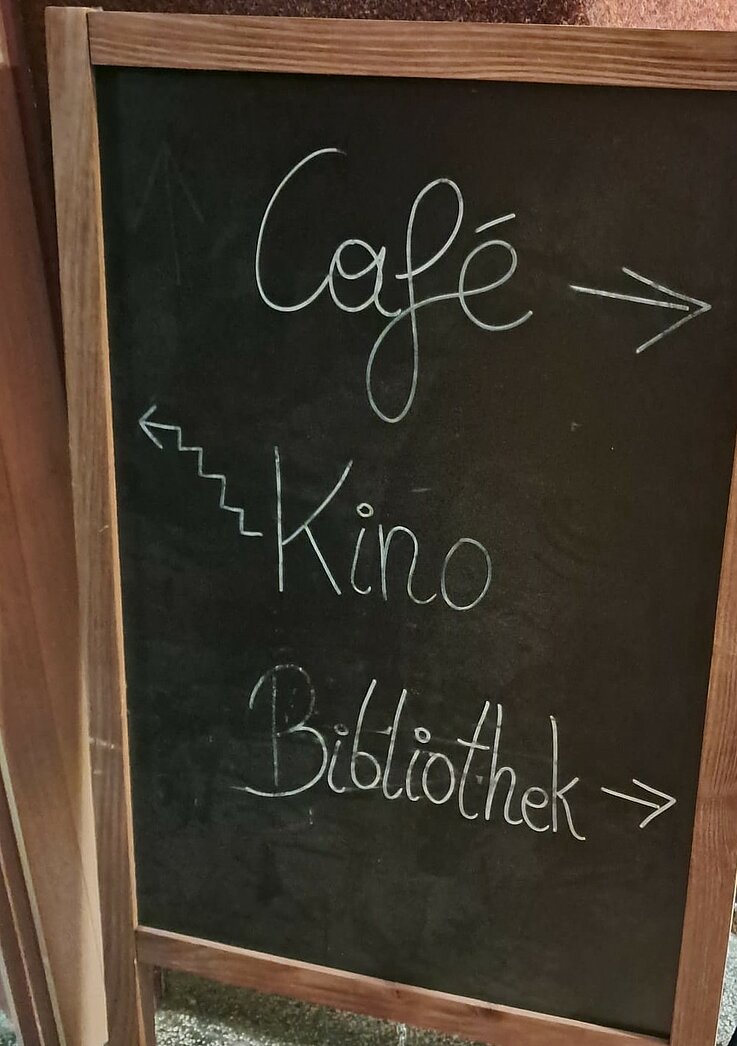 Café →
← Kino
Bibliothek →